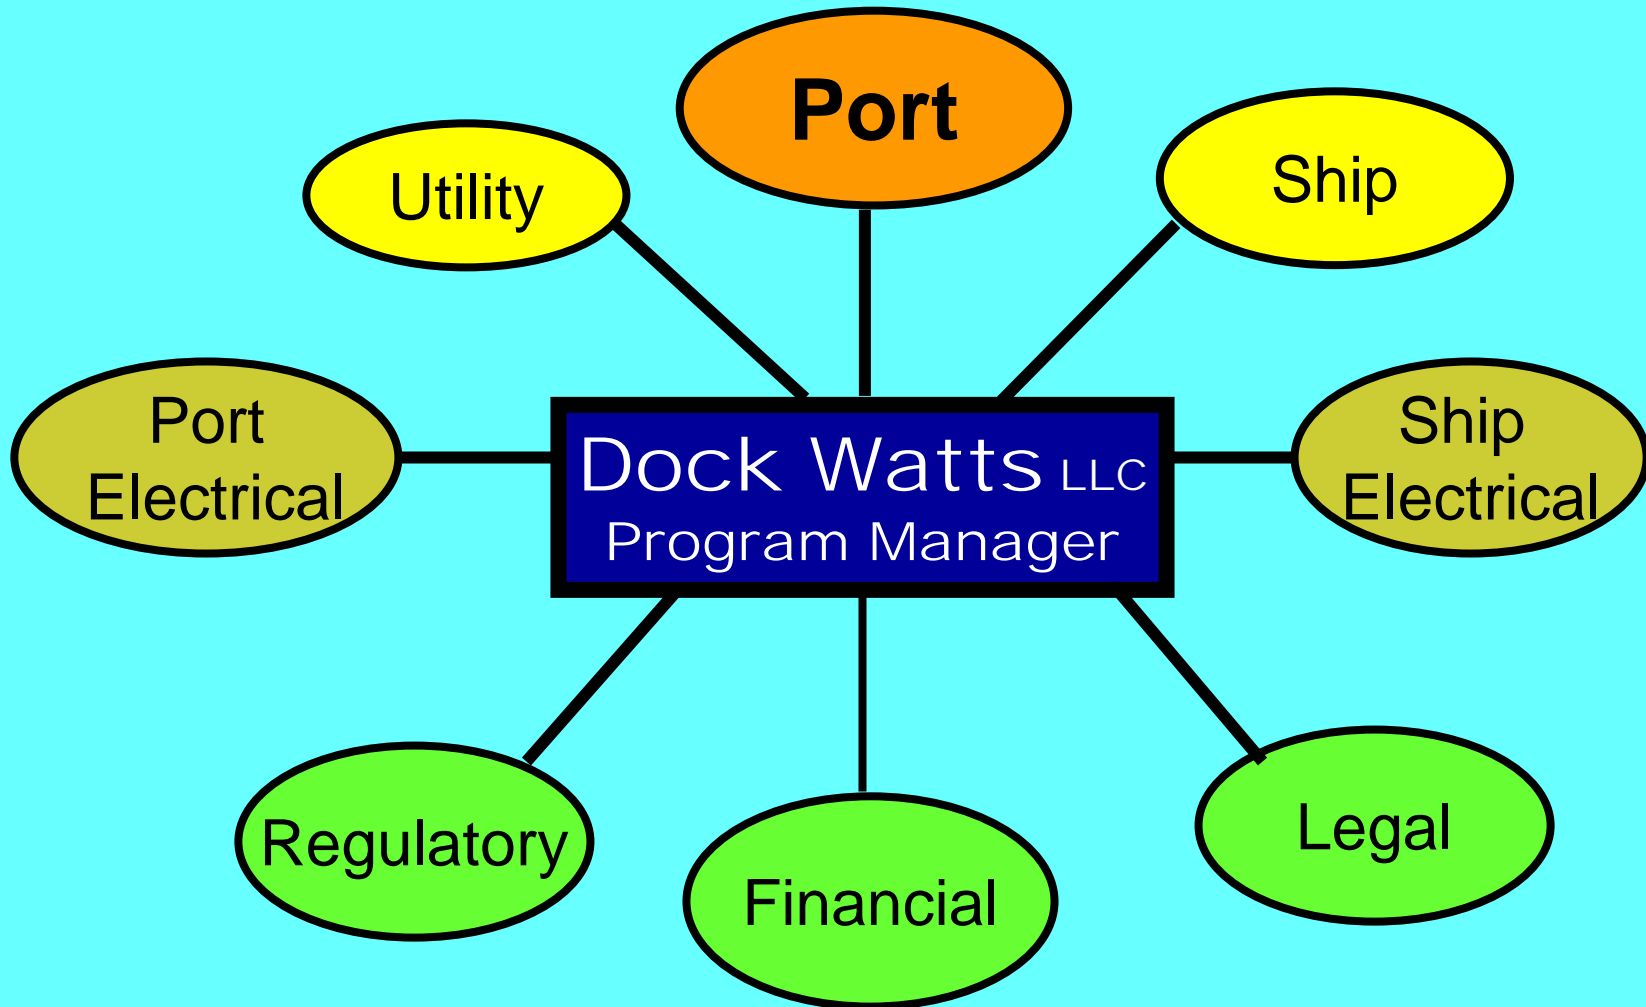 Port
Utility
Ship
Port
Electrical
Dock Watts LLC
Program Manager
Ship
Electrical
Regulatory
Financial
Legal